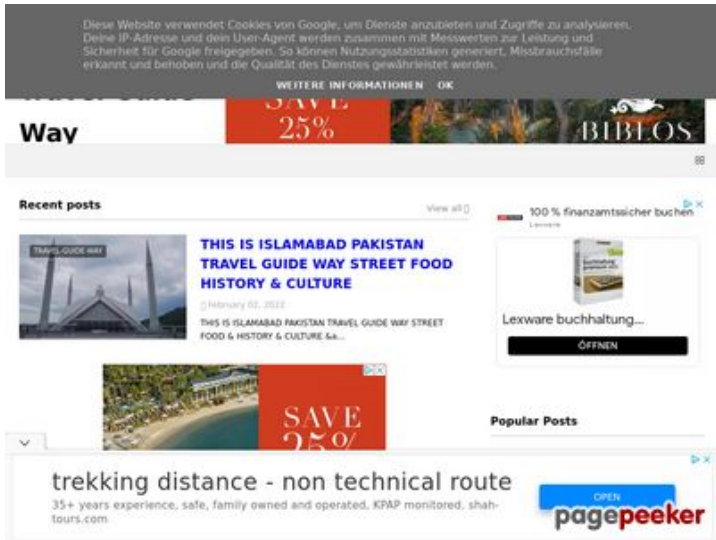 Diese Website verwendet Cookies von Google, um Dienste anzubieten und Zugriffe zu analysieren.
Deine IP-Adresse und dein User-Agent werden zusammen mit Messwerten zur Leistung und
Sicherheit für Google freigegeben. So können Nutzungsstatistiken generiert, Missbrauchsfälle
erkannt und behoben und die Qualität des Dienstes gewährleistet werden.
WEITERE INFORMATIONEN OK
Travel Guide
Way
SAVE
25%
BIBLOS
Recent posts
View all
TRAVEL-GUIDE-WAY
THIS IS ISLAMABAD PAKISTAN
TRAVEL GUIDE WAY STREET FOOD
HISTORY & CULTURE
February 02, 2022
THIS IS ISLAMABAD PAKISTAN TRAVEL GUIDE WAY STREET
FOOD & HISTORY & CULTURE &a...
100 % finanzamtssicher buchen
Lexware
buchhaltung
Lexware buchhaltung...
ÖFFNEN
SAVE
25%
Popular Posts
trekking distance - non technical route
35+ years experience, safe, family owned and operated, KPAP monitored. shah-
tours.com
OPEN
pagepeeker